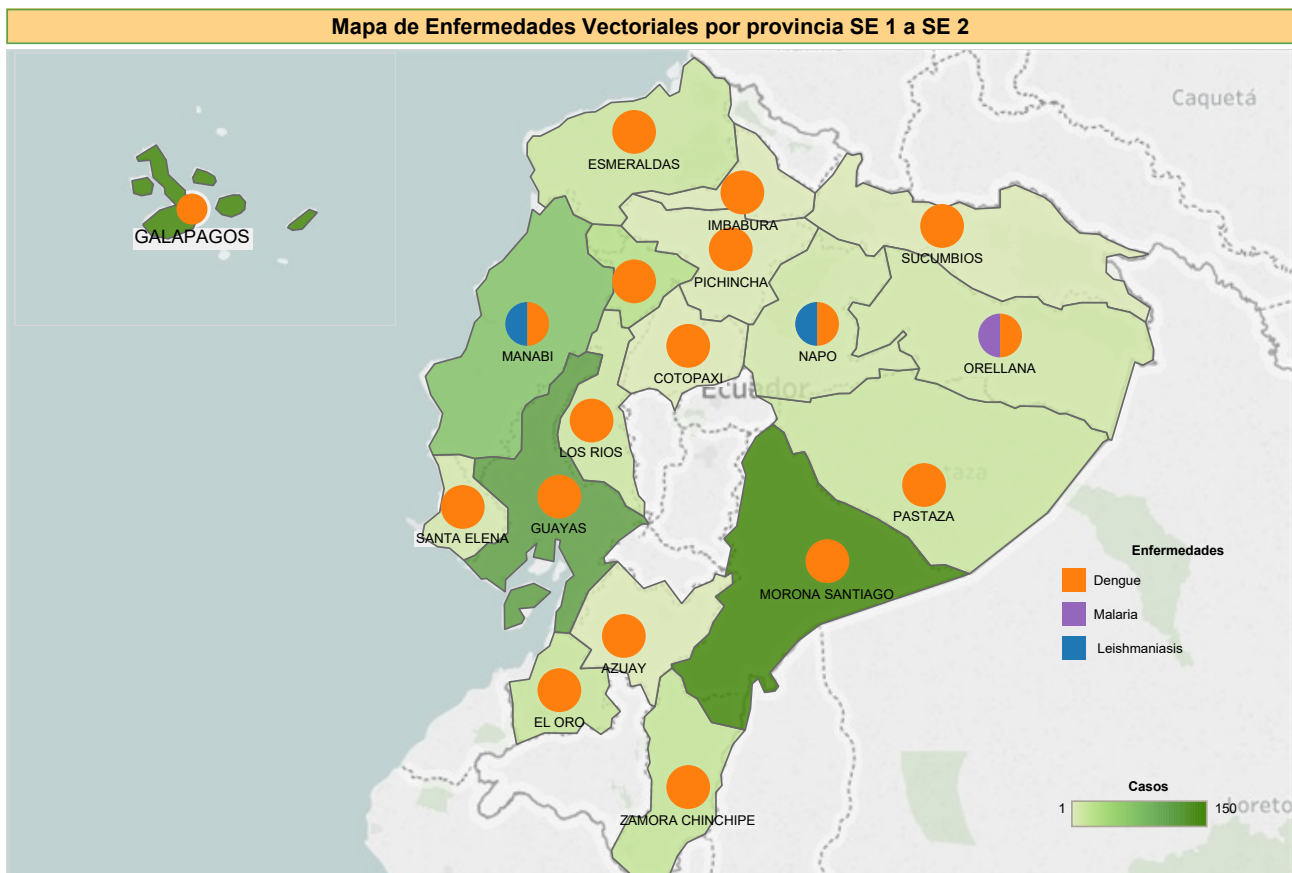 Mapa de Enfermedades Vectoriales por provincia SE 1 a SE 2
Caquetá
ESMERALDAS
GALAPAGOS
IMBABURA
SUCUMBIOS
PICHINCHA
MANABI
NAPO
ORELLANA
COTOPAXI
Ecuador
LOS RIOS
PASTAZA
SANTA ELENA
GUAYAS
MORONA SANTIAGO
Enfermedades
Dengue
Malaria
Leishmaniasis
AZUAY
EL ORO
ZAMORA CHINCHIPE
Casos
1
150
Loreto